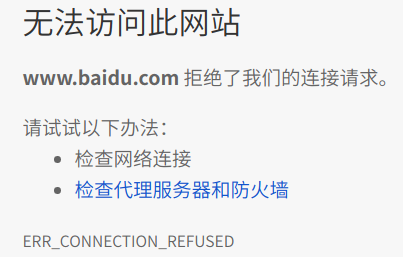 无法访问此网站
www.baidu.com 拒绝了我们的连接请求。
请试试以下办法：
检查网络连接
检查代理服务器和防火墙
ERR_CONNECTION_REFUSED